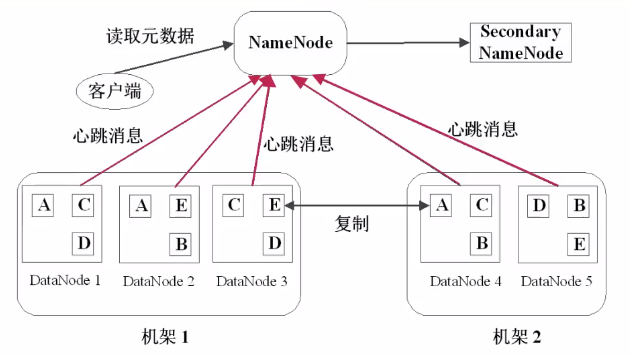 读取元数据
NameNode
Secondary
NameNode
客户端
心跳消息
心跳消息
心跳消息
A C
D
DataNode 1
A E
B
DataNode 2
C E
D
DataNode 3
复制
A C
B
DataNode 4
D B
E
DataNode 5
机架 1
机架 2